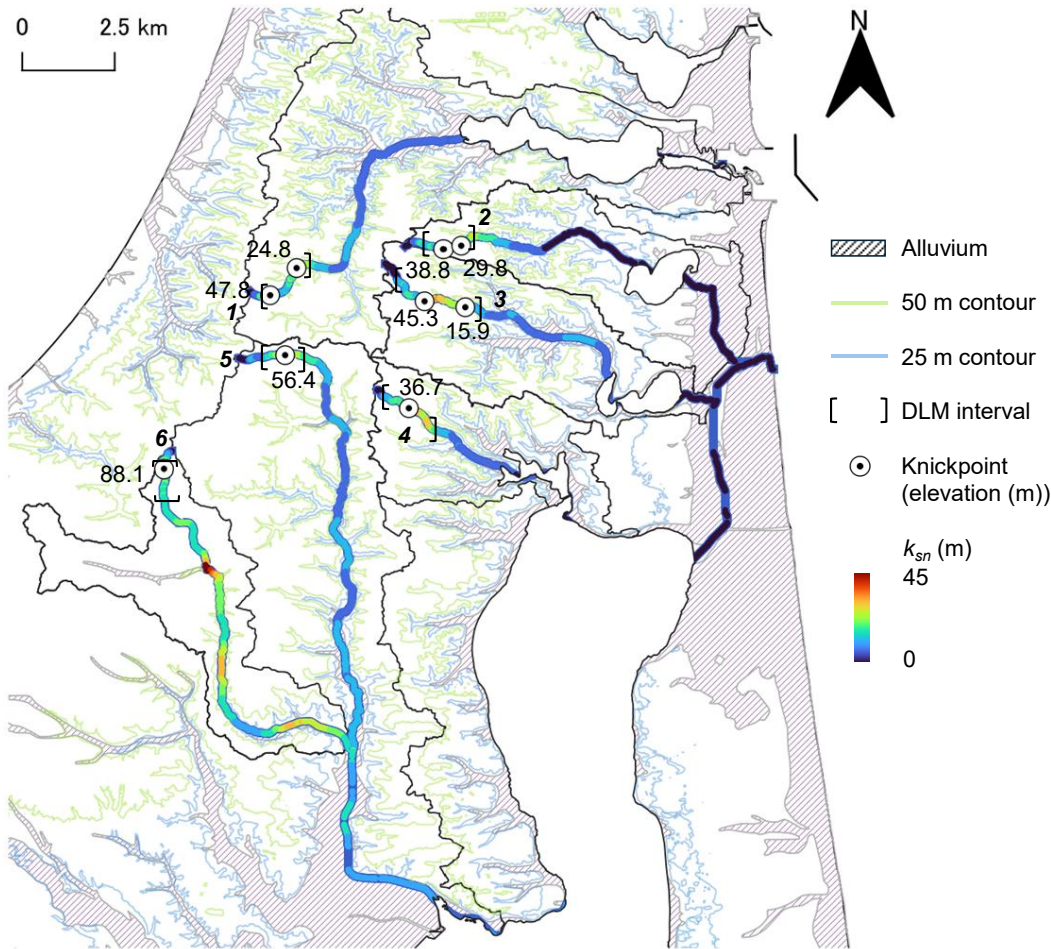 0 2.5 km
N
2
24.8
38.8 29.8
47.8
1
3
45.3
15.9
5
56.4
36.7
4
6
88.1
Alluvium
50 m contour
25 m contour
[ ] DLM interval
Knickpoint
(elevation (m))
ksn (m)
45
0